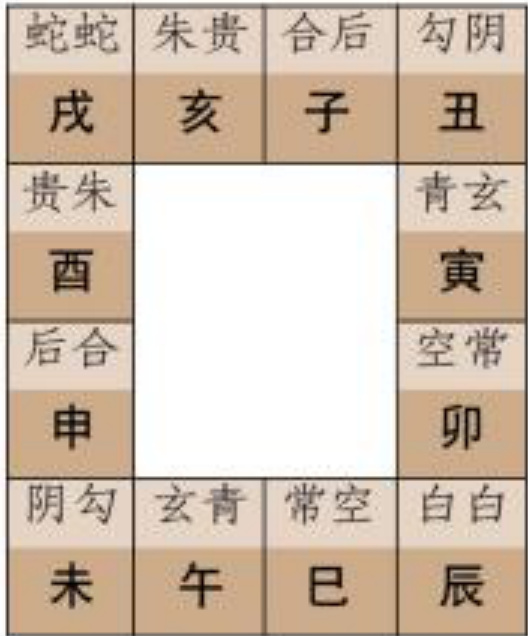 蛇蛇 朱贵 合后 勾阴
戌 亥 子 丑
贵朱 青玄
酉 寅
后合 空常
申 卯
阴勾 玄青 常空 白白
未 午 巳 辰